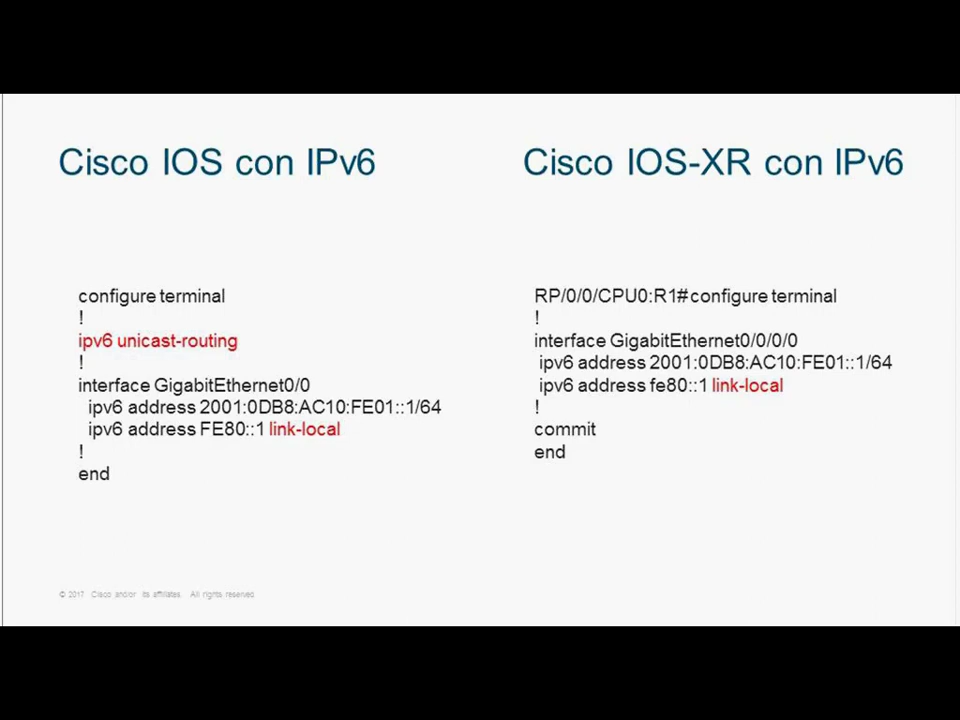 Cisco IOS con IPv6
configure terminal
!
ipv6 unicast-routing
!
interface GigabitEthernet0/0
ipv6 address 2001:0DB8:AC10:FE01::1/64
ipv6 address FE80::1 link-local
!
end
Cisco IOS-XR con IPv6
RP/0/0/CPU0:R1#configure terminal
!
interface GigabitEthernet0/0/0/0
ipv6 address 2001:0DB8:AC10:FE01::1/64
ipv6 address fe80::1 link-local
!
commit
end
© 2017 Cisco and/or its affiliates. All rights reserved.